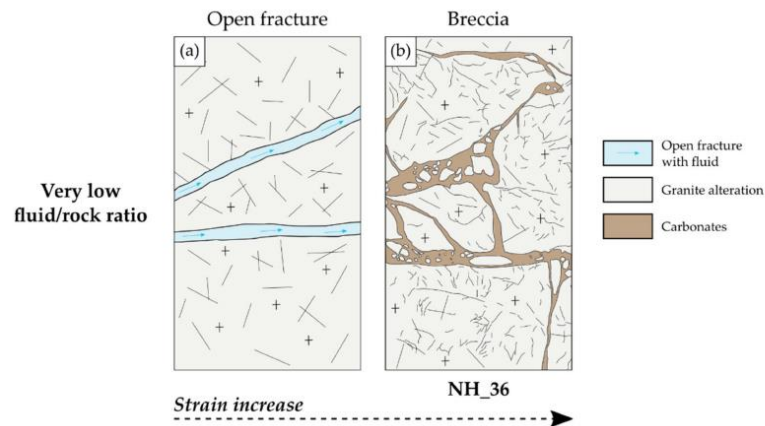 Open fracture
Breccia
(a)
(b)
Very low
fluid/rock ratio
Open fracture
with fluid
Granite alteration
Carbonates
NH_36
Strain increase